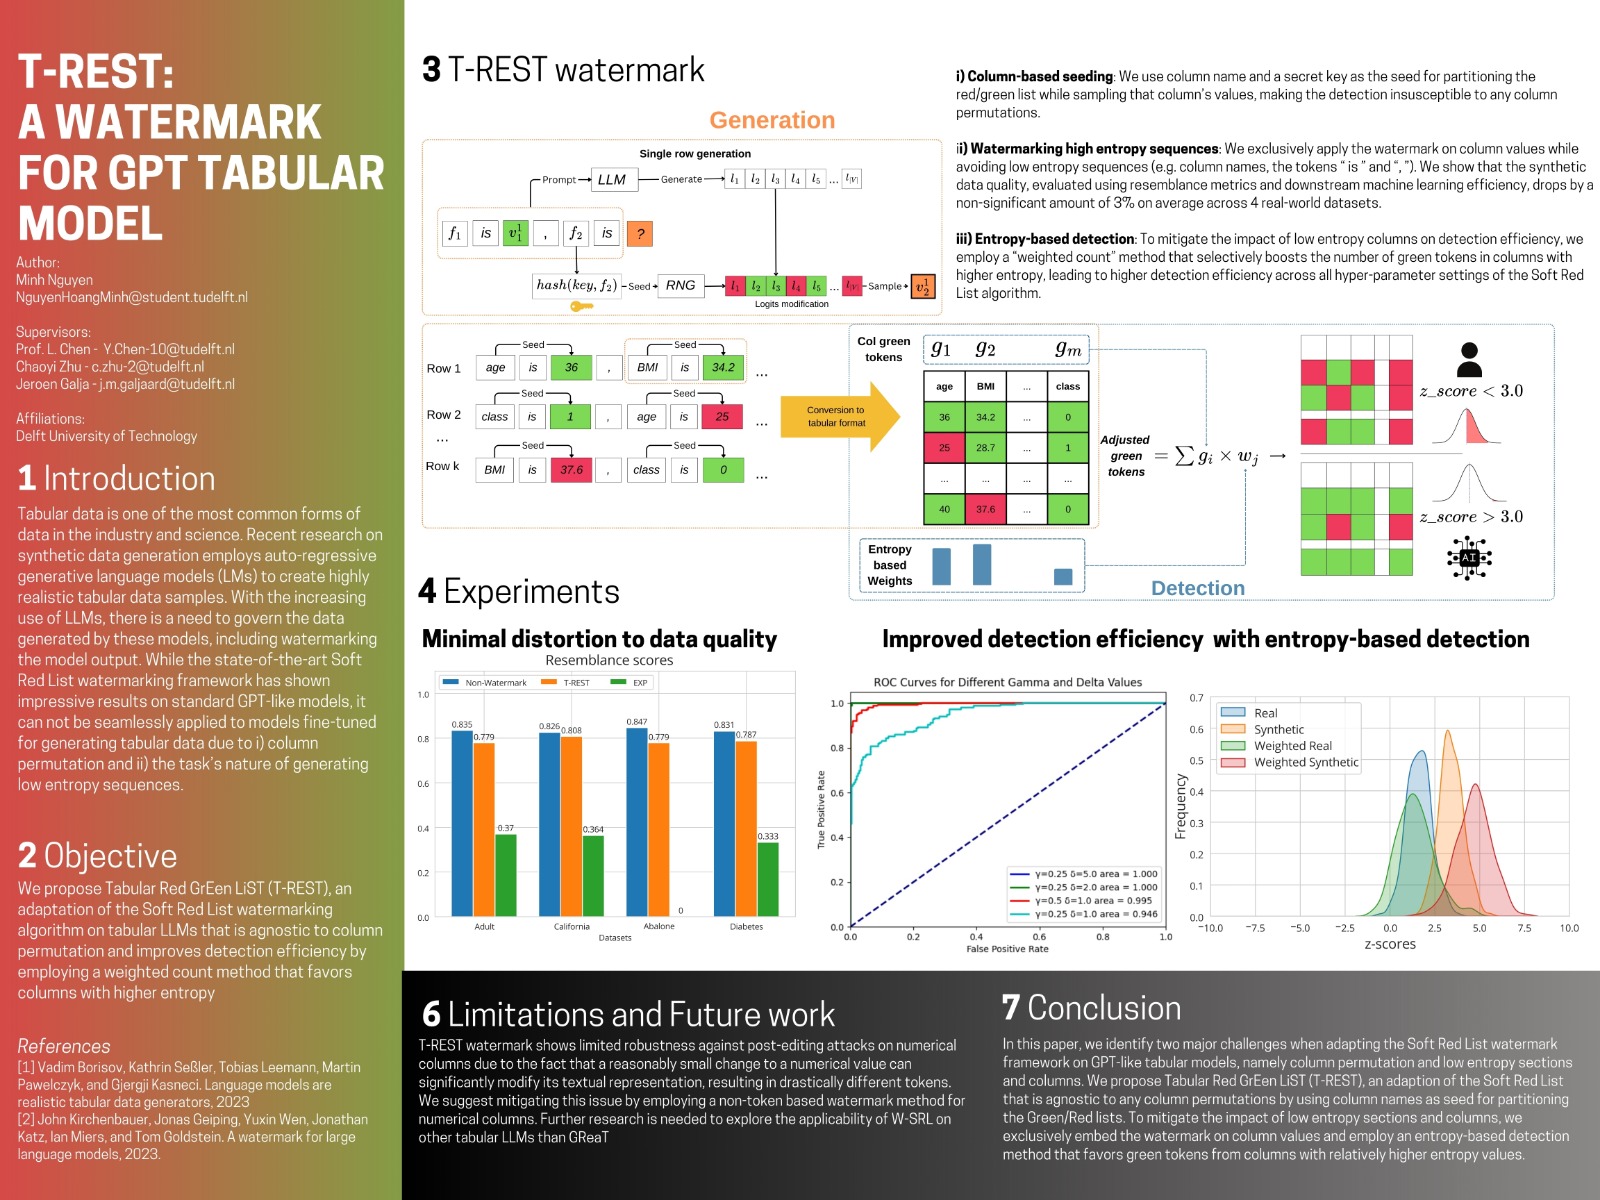 T-REST:
A WATERMARK
FOR GPT TABULAR
MODEL
Author:
Minh Nguyen
NguyenHoangMinh@student.tudelft.nl
Supervisors:
Prof. L. Chen - Y.Chen-10@tudelft.nl
Chaoyi Zhu - c.zhu-2@tudelft.nl
Jeroen Galja - j.m.galjaard@tudelft.nl
Affiliations:
Delft University of Technology
1 Introduction
Tabular data is one of the most common forms of
data in the industry and science. Recent research on
synthetic data generation employs auto-regressive
generative language models (LMs) to create highly
realistic tabular data samples. With the increasing
use of LLMs, there is a need to govern the data
generated by these models, including watermarking
the model output. While the state-of-the-art Soft
Red List watermarking framework has shown
impressive results on standard GPT-like models, it
can not be seamlessly applied to models fine-tuned
for generating tabular data due to i) column
permutation and ii) the task's nature of generating
low entropy sequences.
2 Objective
We propose Tabular Red GrEen LiST (T-REST), an
adaptation of the Soft Red List watermarking
algorithm on tabular LLMs that is agnostic to column
permutation and improves detection efficiency by
employing a weighted count method that favors
columns with higher entropy
References
[1] Vadim Borisov, Kathrin Seßler, Tobias Leemann, Martin
Pawelczyk, and Gjergji Kasneci. Language models are
realistic tabular data generators, 2023
[2] John Kirchenbauer, Jonas Geiping, Yuxin Wen, Jonathan
Katz, Ian Miers, and Tom Goldstein. A watermark for large
language models, 2023.
3 T-REST watermark
Generation
Single row generation
Prompt LLM Generate l1 l2 l3 l4 l5 ... l|V|
f1 is v¹1 , f2 is ?
hash(key, f2) Seed RNG l1 l2 l3 l4 l5 ... l|V| Sample v¹2
Logits modification
i) Column-based seeding: We use column name and a secret key as the seed for partitioning the
red/green list while sampling that column's values, making the detection insusceptible to any column
permutations.
ii) Watermarking high entropy sequences: We exclusively apply the watermark on column values while
avoiding low entropy sequences (e.g. column names, the tokens " is " and ", "). We show that the synthetic
data quality, evaluated using resemblance metrics and downstream machine learning efficiency, drops by a
non-significant amount of 3% on average across 4 real-world datasets.
iii) Entropy-based detection: To mitigate the impact of low entropy columns on detection efficiency, we
employ a "weighted count" method that selectively boosts the number of green tokens in columns with
higher entropy, leading to higher detection efficiency across all hyper-parameter settings of the Soft Red
List algorithm.
Seed Seed
Row 1 age is 36 , BMI is 34.2 ...
Seed Seed
Row 2 class is 1 , age is 25 ...
...
Seed Seed
Row k BMI is 37.6 , class is 0 ...
Conversion to
tabular format
Col green
tokens
g1 g2 gm
age BMI ... class
36 34.2 ... 0
25 28.7 ... 1
... ... ... ...
40 37.6 ... 0
Entropy
based
Weights
Adjusted
green
tokens
= ∑ gi × wj →
z_score < 3.0
z_score > 3.0
AI
Detection
4 Experiments
Minimal distortion to data quality
Resemblance scores
Non-Watermark T-REST EXP
1.0
0.8
0.6
0.4
0.2
0.0
0.835 0.779 0.37
0.826 0.808 0.364
0.847 0.779 0
0.831 0.787 0.333
Adult California Abalone Diabetes
Datasets
Improved detection efficiency with entropy-based detection
ROC Curves for Different Gamma and Delta Values
True Positive Rate
1.0
0.8
0.6
0.4
0.2
0.0
γ=0.25 δ=5.0 area = 1.000
γ=0.25 δ=2.0 area = 1.000
γ=0.5 δ=1.0 area = 0.995
γ=0.25 δ=1.0 area = 0.946
0.0 0.2 0.4 0.6 0.8 1.0
False Positive Rate
Frequency
0.7
0.6
0.5
0.4
0.3
0.2
0.1
0.0
Real
Synthetic
Weighted Real
Weighted Synthetic
−10.0 −7.5 −5.0 −2.5 0.0 2.5 5.0 7.5 10.0
z-scores
6 Limitations and Future work
T-REST watermark shows limited robustness against post-editing attacks on numerical
columns due to the fact that a reasonably small change to a numerical value can
significantly modify its textual representation, resulting in drastically different tokens.
We suggest mitigating this issue by employing a non-token based watermark method for
numerical columns. Further research is needed to explore the applicability of W-SRL on
other tabular LLMs than GReaT
7 Conclusion
In this paper, we identify two major challenges when adapting the Soft Red List watermark
framework on GPT-like tabular models, namely column permutation and low entropy sections
and columns. We propose Tabular Red GrEen LiST (T-REST), an adaption of the Soft Red List
that is agnostic to any column permutations by using column names as seed for partitioning
the Green/Red lists. To mitigate the impact of low entropy sections and columns, we
exclusively embed the watermark on column values and employ an entropy-based detection
method that favors green tokens from columns with relatively higher entropy values.